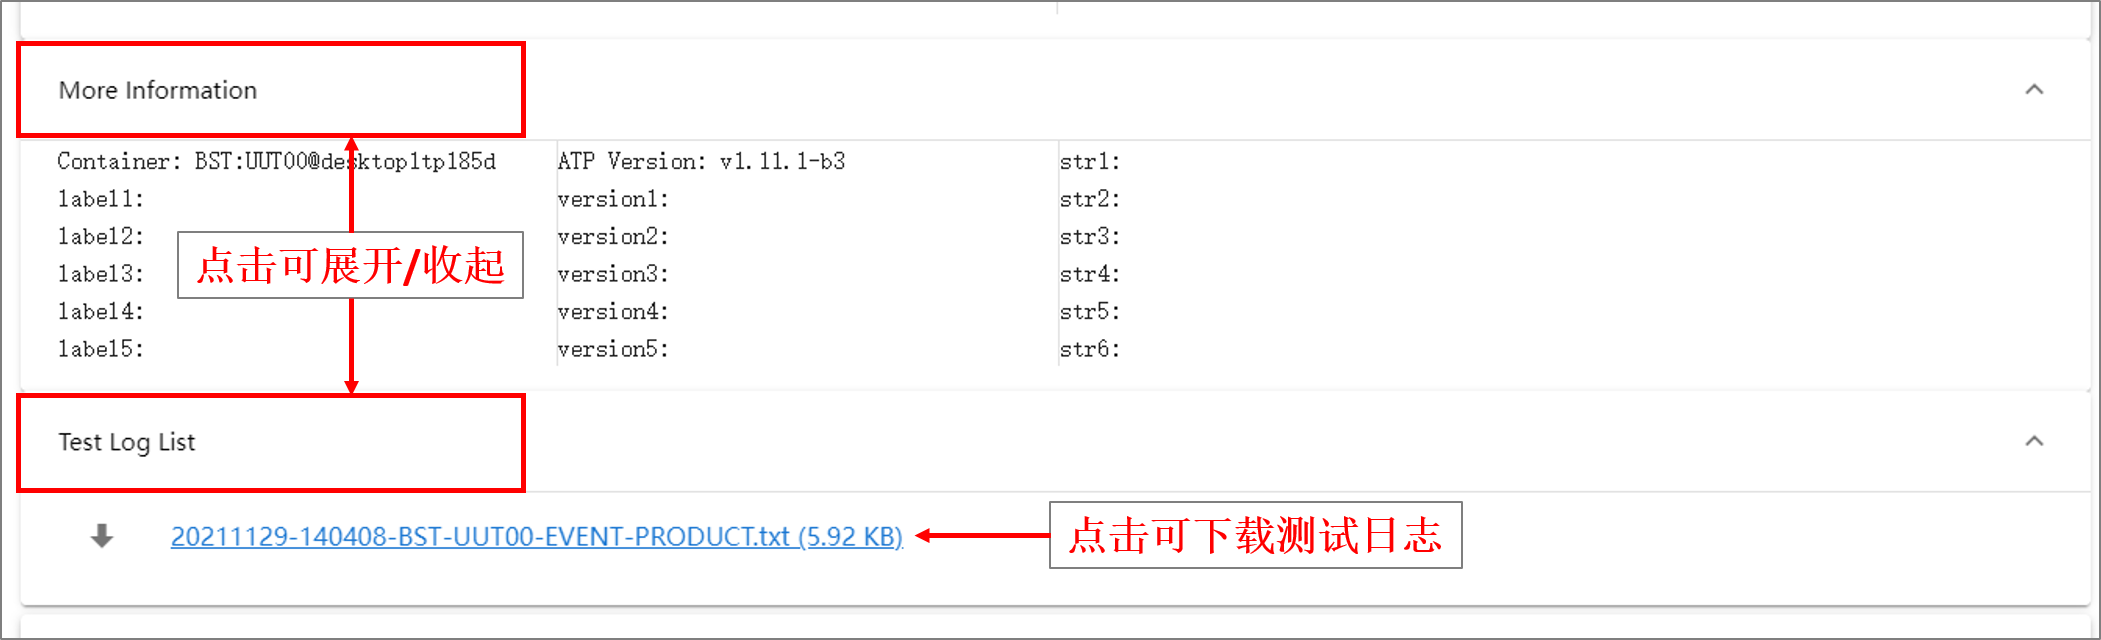 More Information
Container: BST:UUT00@desktop1tp185d ATP Version: v1.11.1-b3 str1:
label1: version1: str2:
label2: version2: str3:
label3: version3: str4:
label4: version4: str5:
label5: version5: str6:
点击可展开/收起
Test Log List
20211129-140408-BST-UUT00-EVENT-PRODUCT.txt (5.92 KB)
点击可下载测试日志